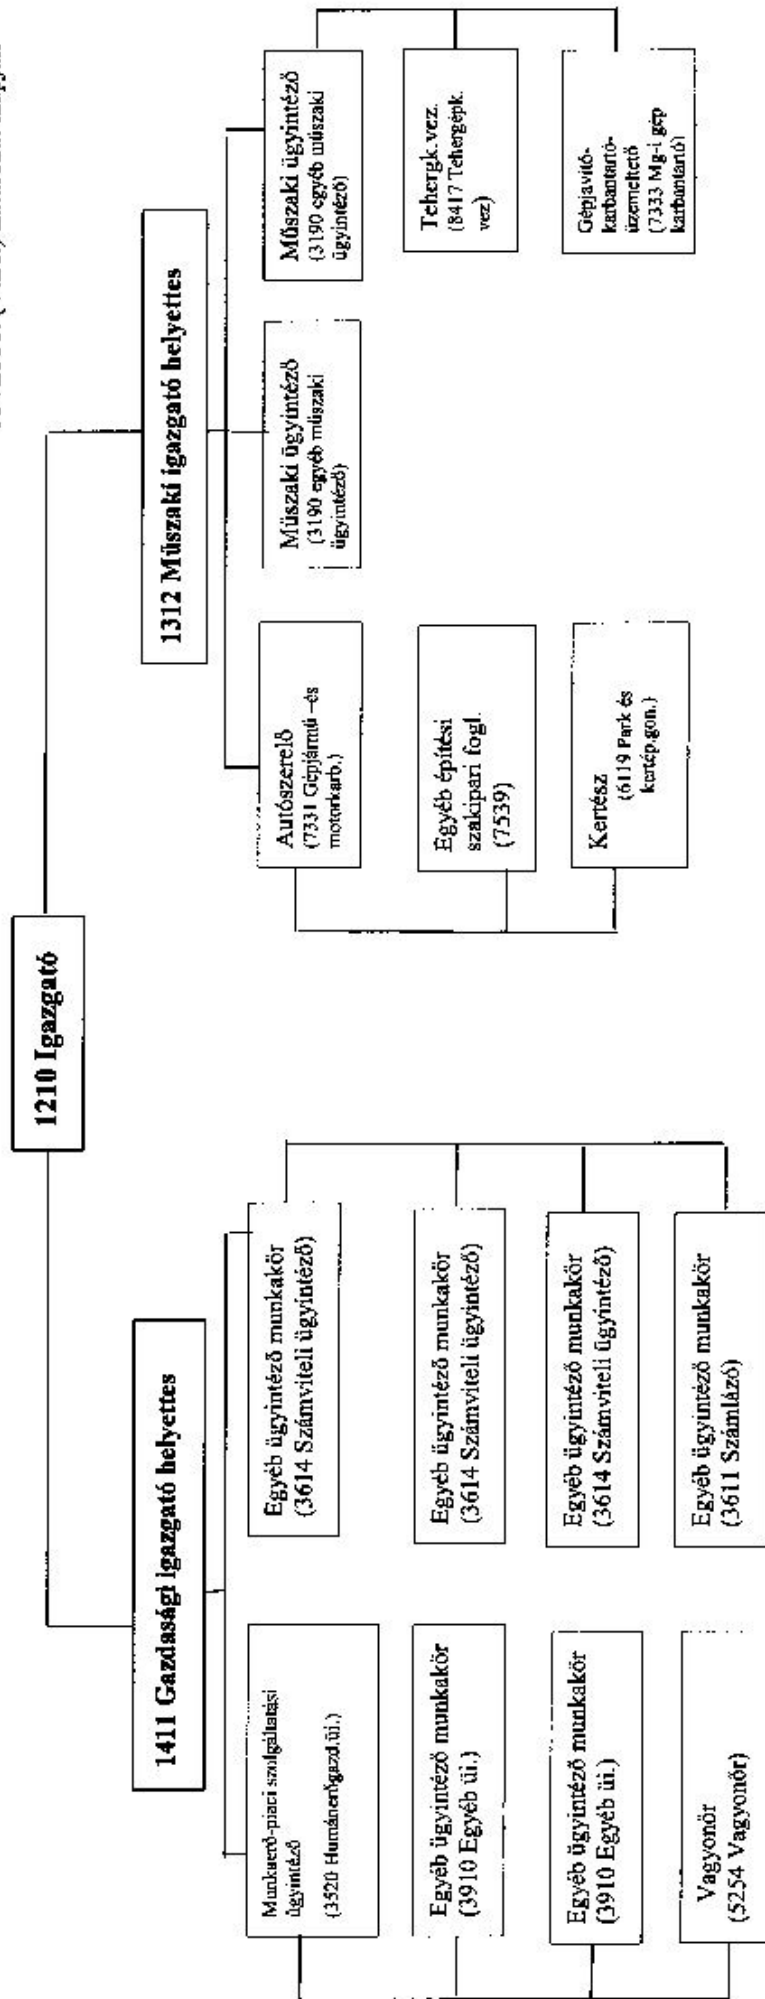 1210 Igazgató
1411 Gazdasági igazgató helyettes
1312 Műszaki igazgató helyettes
Munkaerő-piaci szolgáltatási
ügyintéző
(3520 Humánerőgazd.üi.)
Egyéb ügyintéző munkakör
(3910 Egyéb üi.)
Egyéb ügyintéző munkakör
(3910 Egyéb üi.)
Vagyonőr
(5254 Vagyonőr)
Egyéb ügyintéző munkakör
(3614 Számviteli ügyintéző)
Egyéb ügyintéző munkakör
(3614 Számviteli ügyintéző)
Egyéb ügyintéző munkakör
(3614 Számviteli ügyintéző)
Egyéb ügyintéző munkakör
(3611 Számlázó)
Autószerelő
(7331 Gépjármű –és
motorkarb.)
Egyéb építési
szakipari fogl.
(7539)
Kertész
(6119 Park és
kertép.gon.)
Műszaki ügyintéző
(3190 egyéb műszaki
ügyintéző)
Műszaki ügyintéző
(3190 egyéb műszaki
ügyintéző)
Tehergk.vez.
(8417 Tehergépk.
vez)
Gépjavító-
karbantartó-
üzemeltető
(7333 Mg-i gép
karbantartó)